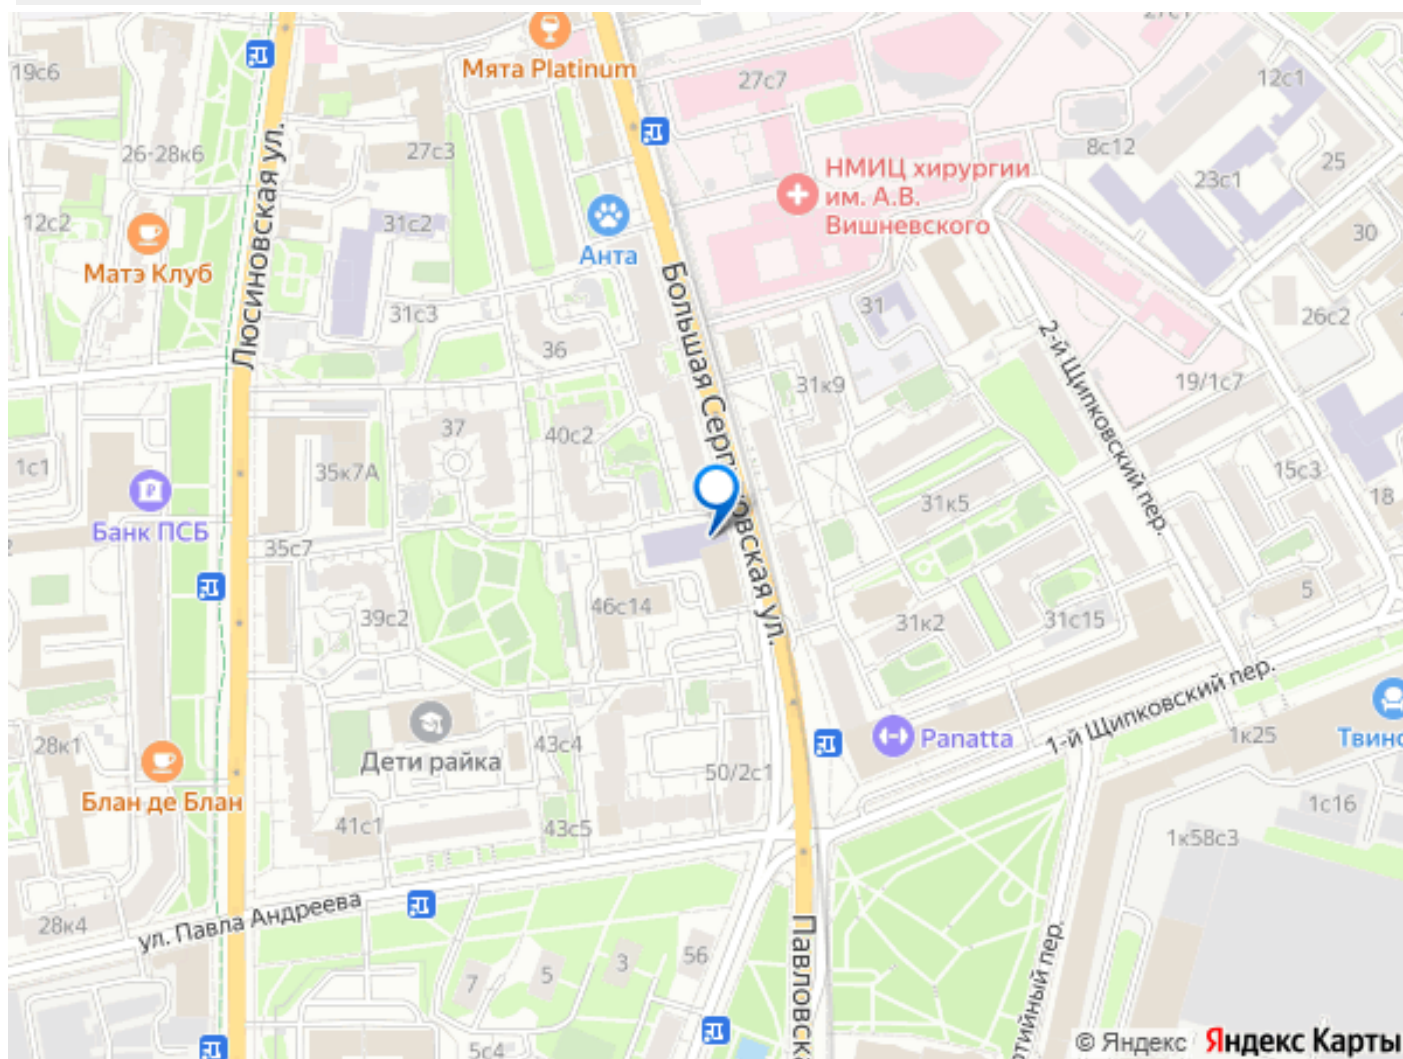 27с7
12с1
19с6
Мята Platinum
27с3
26-28к6
8с12
25
НМИЦ хирургии
им. А.В.
Вишневского
23с1
12с2
31с2
30
Матэ Клуб
Анта
Люсиновская ул.
31с3
31
26с2
36
2-й Щипковский пер.
31к9
19/1с7
37
40с2
1с1
35к7А
15с3
18
31к5
Банк ПСБ
35с7
5
39с2
46с14
31к2
31с15
1-й Щипковский пер.
28к1
43с4
Panatta
1к25
Дети райка
50/2с1
Блан де Блан
41с1
43с5
1с16
1к58с3
28к4
ул. Павла Андреева
56
3
5
7
5с4
© Яндекс
Яндекс Карты